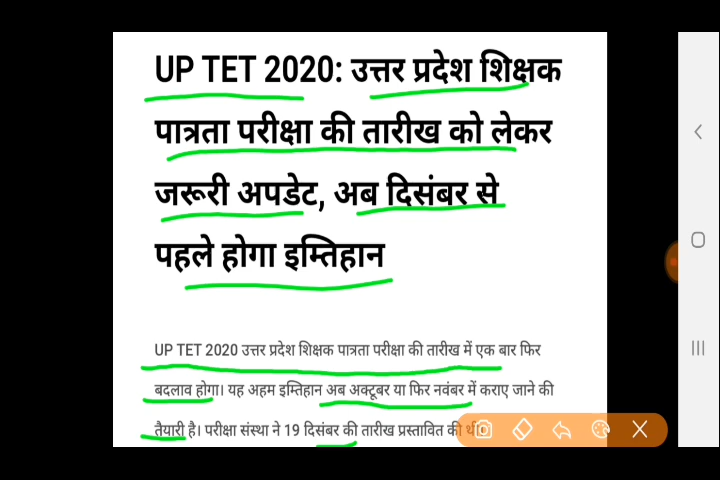 UP TET 2020: उत्तर प्रदेश शिक्षक
पात्रता परीक्षा की तारीख को लेकर
जरूरी अपडेट, अब दिसंबर से
पहले होगा इम्तिहान
UP TET 2020 उत्तर प्रदेश शिक्षक पात्रता परीक्षा की तारीख में एक बार फिर
बदलाव होगा। यह अहम इम्तिहान अब अक्टूबर या फिर नवंबर में कराए जाने की
तैयारी है। परीक्षा संस्था ने 19 दिसंबर की तारीख प्रस्तावित की